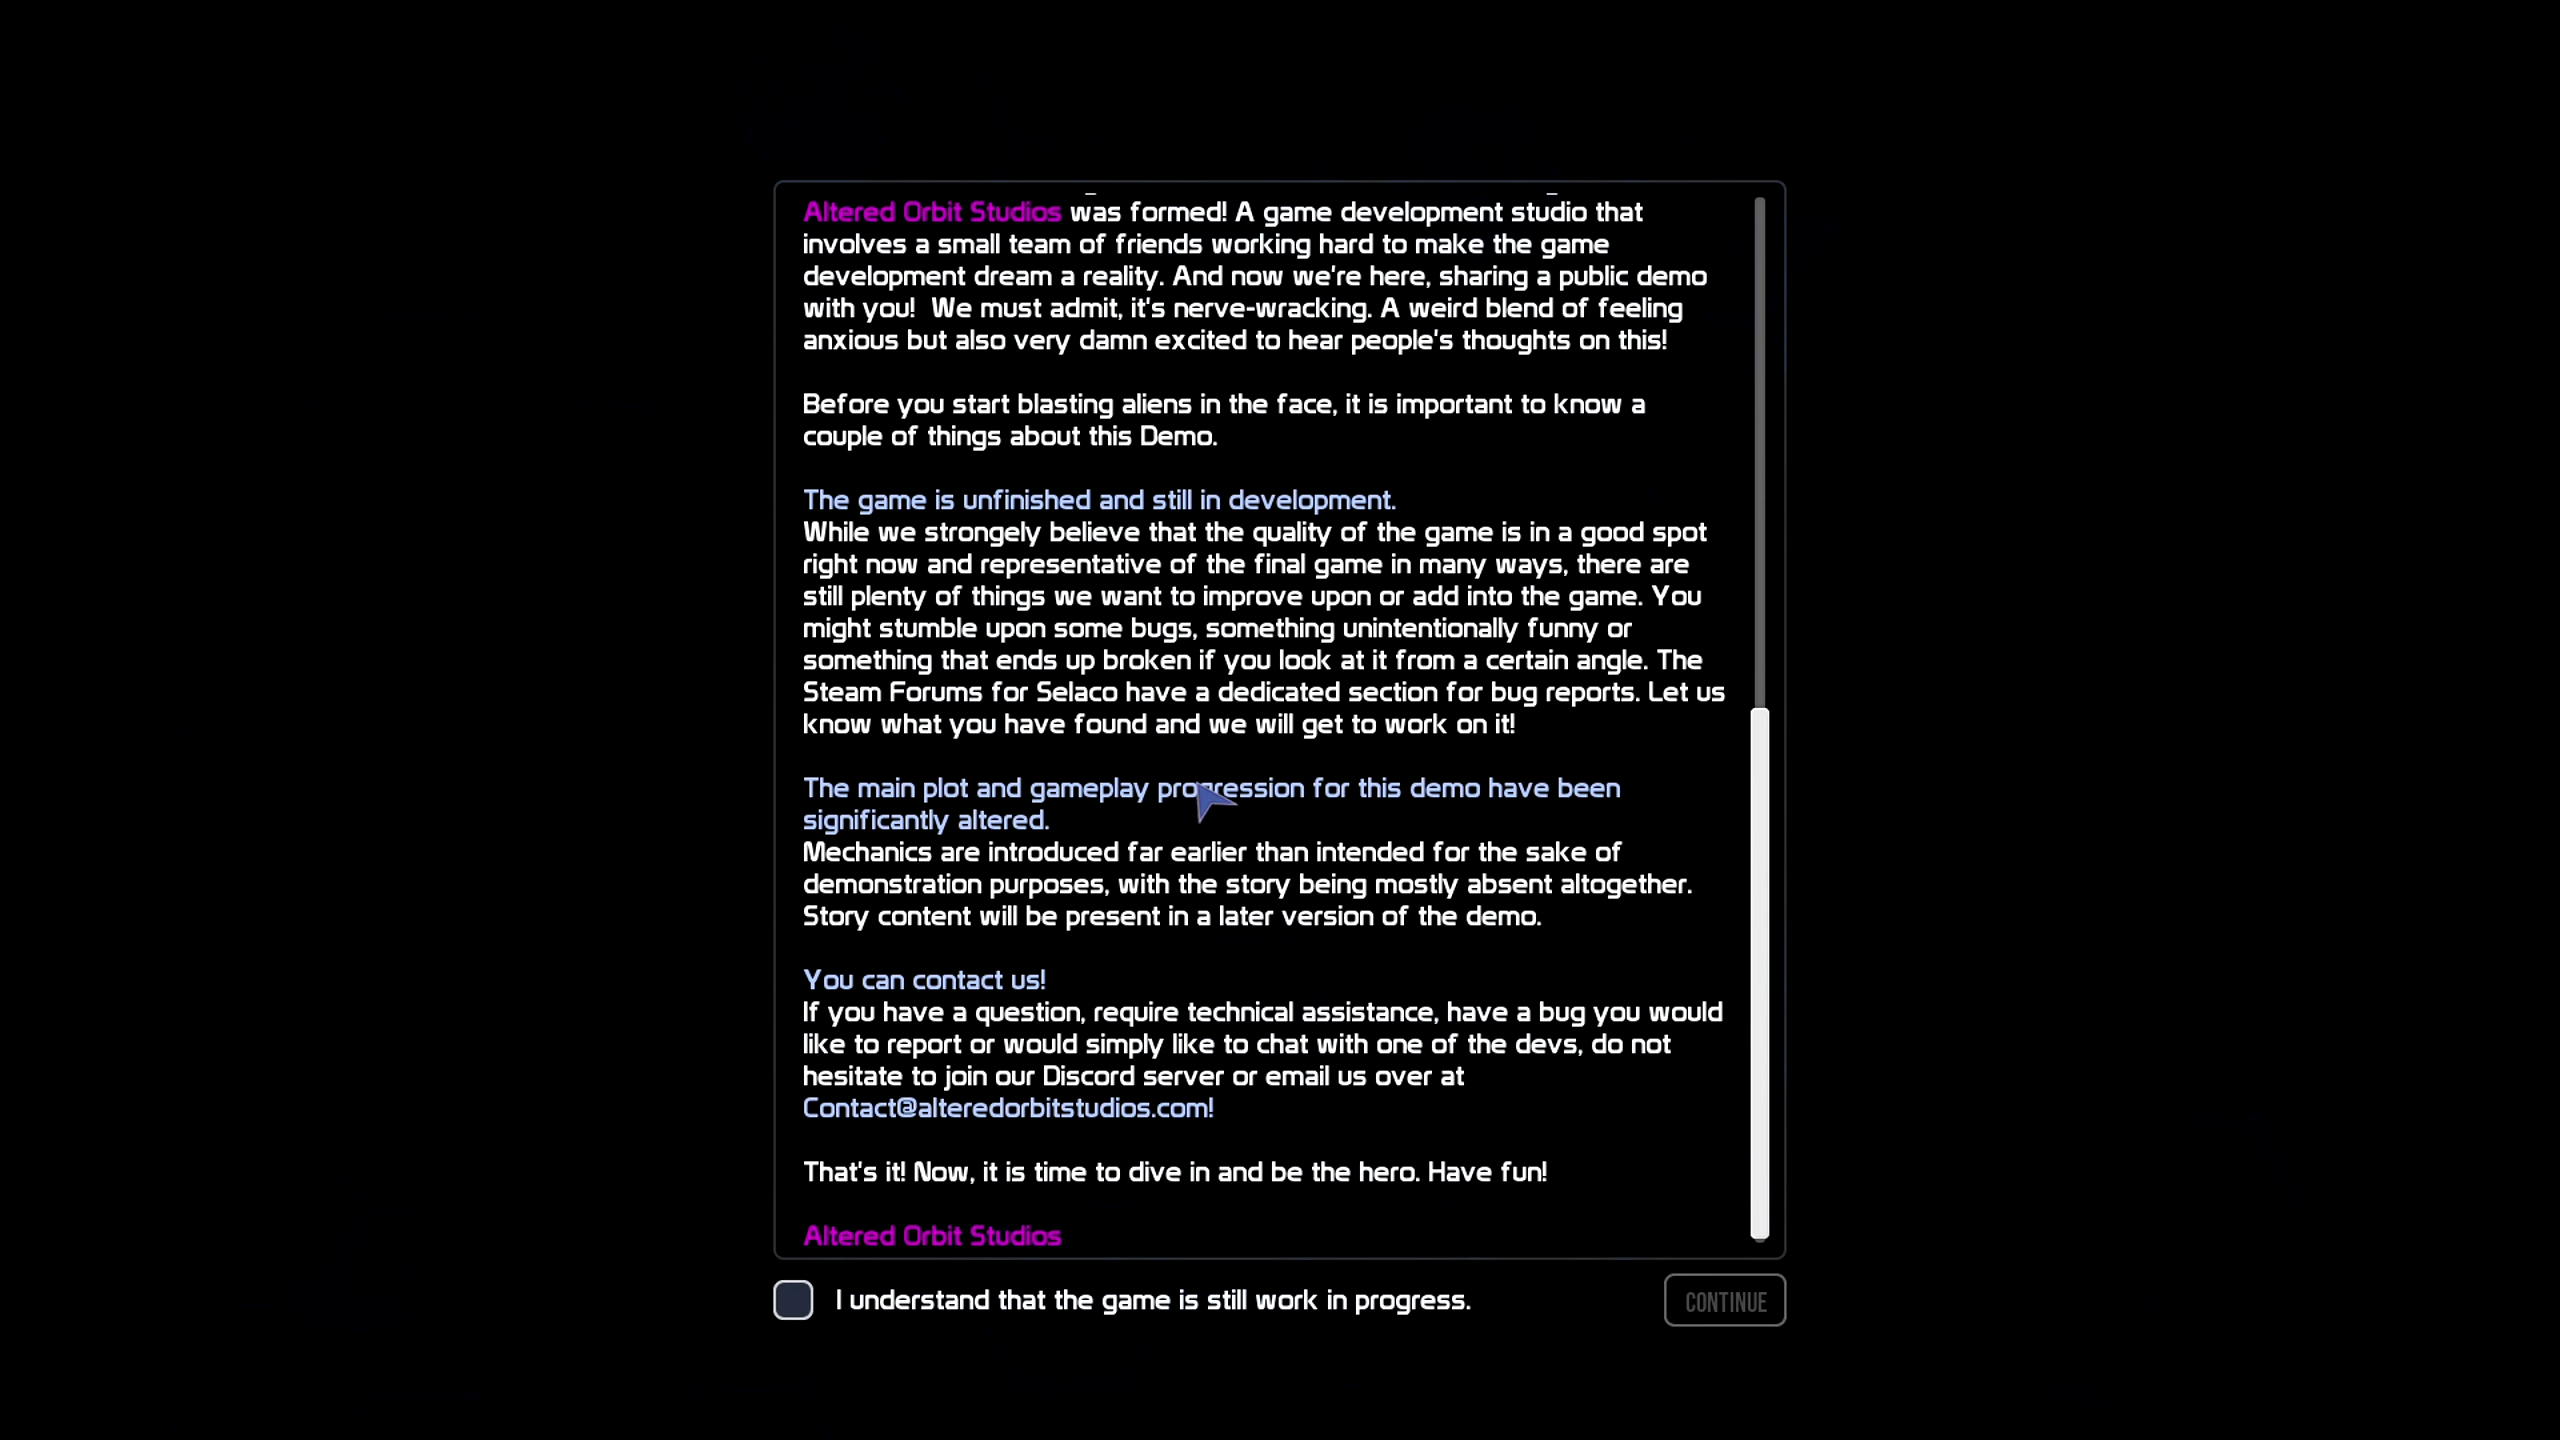 Altered Orbit Studios was formed! A game development studio that
involves a small team of friends working hard to make the game
development dream a reality. And now we're here, sharing a public demo
with you!  We must admit, it's nerve-wracking. A weird blend of feeling
anxious but also very damn excited to hear people's thoughts on this!
Before you start blasting aliens in the face, it is important to know a
couple of things about this Demo.
The game is unfinished and still in development.
While we strongely believe that the quality of the game is in a good spot
right now and representative of the final game in many ways, there are
still plenty of things we want to improve upon or add into the game. You
might stumble upon some bugs, something unintentionally funny or
something that ends up broken if you look at it from a certain angle. The
Steam Forums for Selaco have a dedicated section for bug reports. Let us
know what you have found and we will get to work on it!
The main plot and gameplay progression for this demo have been
significantly altered.
Mechanics are introduced far earlier than intended for the sake of
demonstration purposes, with the story being mostly absent altogether.
Story content will be present in a later version of the demo.
You can contact us!
If you have a question, require technical assistance, have a bug you would
like to report or would simply like to chat with one of the devs, do not
hesitate to join our Discord server or email us over at
Contact@alteredorbitstudios.com!
That's it! Now, it is time to dive in and be the hero. Have fun!
Altered Orbit Studios
I understand that the game is still work in progress.
CONTINUE